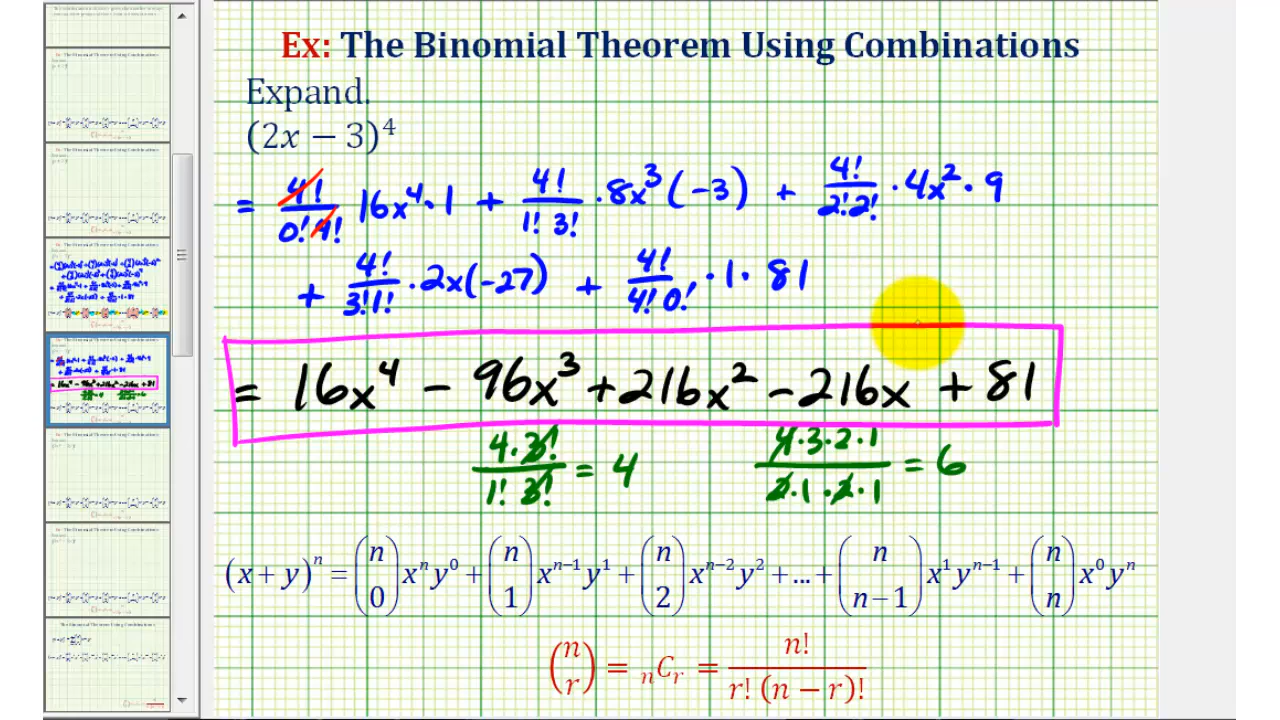 Ex: The Binomial Theorem Using Combinations
Expand.
(2x − 3)⁴
= 4!/(0! 4!) 16x⁴ · 1 + 4!/(1! 3!) · 8x³(−3) + 4!/(2! 2!) · 4x² · 9
+ 4!/(3! 1!) · 2x(−27) + 4!/(4! 0!) · 1 · 81
= 16x⁴ − 96x³ + 216x² − 216x + 81
(4 · 3!)/(1! 3!) = 4 (4 · 3 · 2 · 1)/(2 · 1 · 2 · 1) = 6
(x + y)ⁿ = (n 0) xⁿy⁰ + (n 1) xⁿ⁻¹y¹ + (n 2) xⁿ⁻²y² + ... + (n n−1) x¹yⁿ⁻¹ + (n n) x⁰yⁿ
(n r) = ₙCᵣ = n!/(r! (n − r)!)